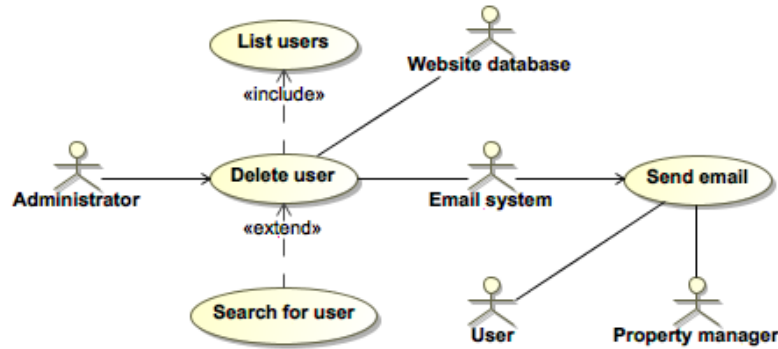 List users
Website database
«include»
Delete user
Administrator
Email system
Send email
«extend»
Search for user
User
Property manager